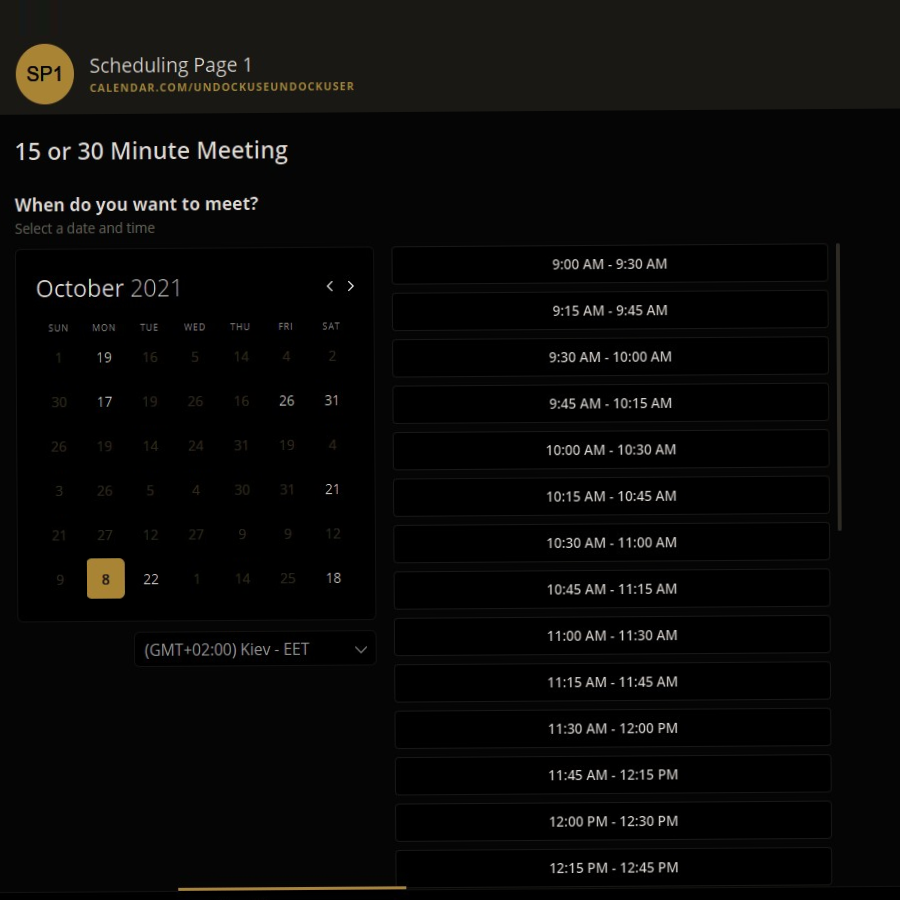 SP1
Scheduling Page 1
CALENDAR.COM/UNDOCKUSEUNDOCKUSER
15 or 30 Minute Meeting
When do you want to meet?
Select a date and time
October 2021
SUN MON TUE WED THU FRI SAT
1 19 16 5 14 4 2
30 17 19 26 16 26 31
26 19 14 24 31 19 4
3 26 5 4 30 31 21
21 27 12 27 9 9 12
9 8 22 1 14 25 18
(GMT+02:00) Kiev - EET
9:00 AM - 9:30 AM
9:15 AM - 9:45 AM
9:30 AM - 10:00 AM
9:45 AM - 10:15 AM
10:00 AM - 10:30 AM
10:15 AM - 10:45 AM
10:30 AM - 11:00 AM
10:45 AM - 11:15 AM
11:00 AM - 11:30 AM
11:15 AM - 11:45 AM
11:30 AM - 12:00 PM
11:45 AM - 12:15 PM
12:00 PM - 12:30 PM
12:15 PM - 12:45 PM